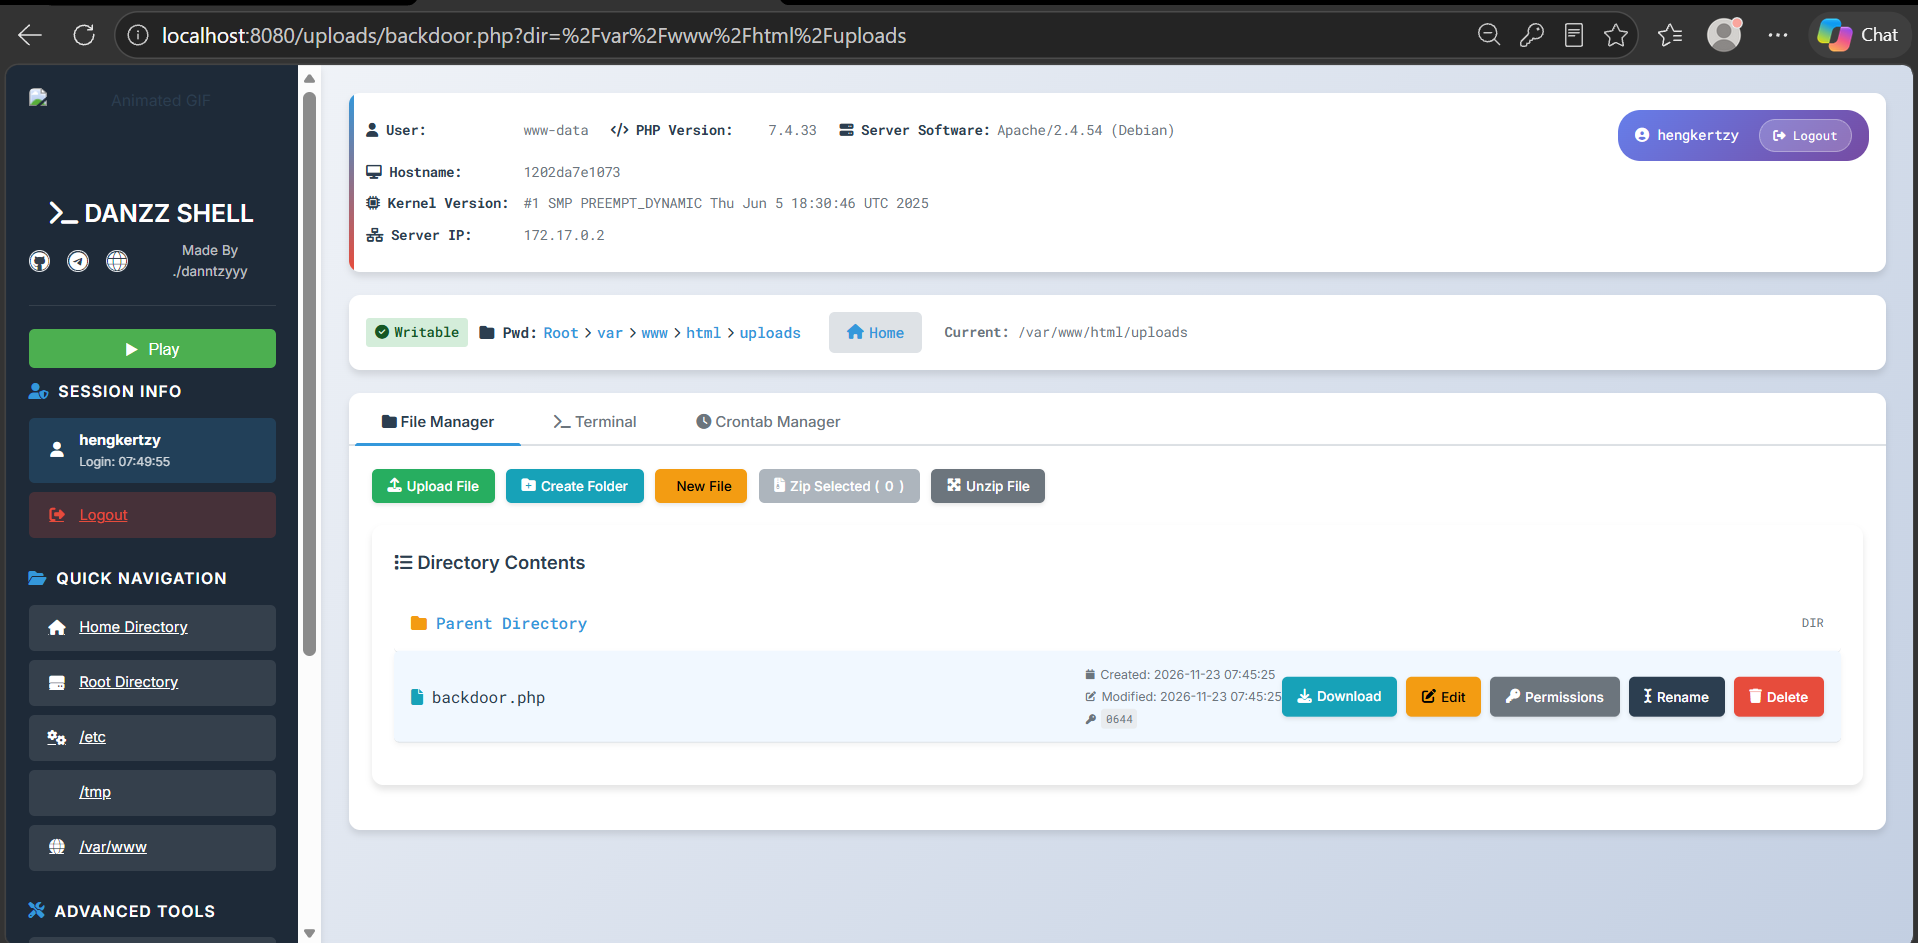 localhost:8080/uploads/backdoor.php?dir=%2Fvar%2Fwww%2Fhtml%2Fuploads
Chat
Animated GIF
DANZZ SHELL
Made By
./danntzyyy
Play
SESSION INFO
hengkertzy
Login: 07:49:55
Logout
QUICK NAVIGATION
Home Directory
Root Directory
/etc
/tmp
/var/www
ADVANCED TOOLS
User: www-data PHP Version: 7.4.33 Server Software: Apache/2.4.54 (Debian)
hengkertzy Logout
Hostname: 1202da7e1073
Kernel Version: #1 SMP PREEMPT_DYNAMIC Thu Jun 5 18:30:46 UTC 2025
Server IP: 172.17.0.2
Writable Pwd: Root > var > www > html > uploads Home Current: /var/www/html/uploads
File Manager Terminal Crontab Manager
Upload File Create Folder New File Zip Selected ( 0 ) Unzip File
Directory Contents
Parent Directory DIR
backdoor.php
Created: 2026-11-23 07:45:25
Modified: 2026-11-23 07:45:25
0644
Download Edit Permissions Rename Delete